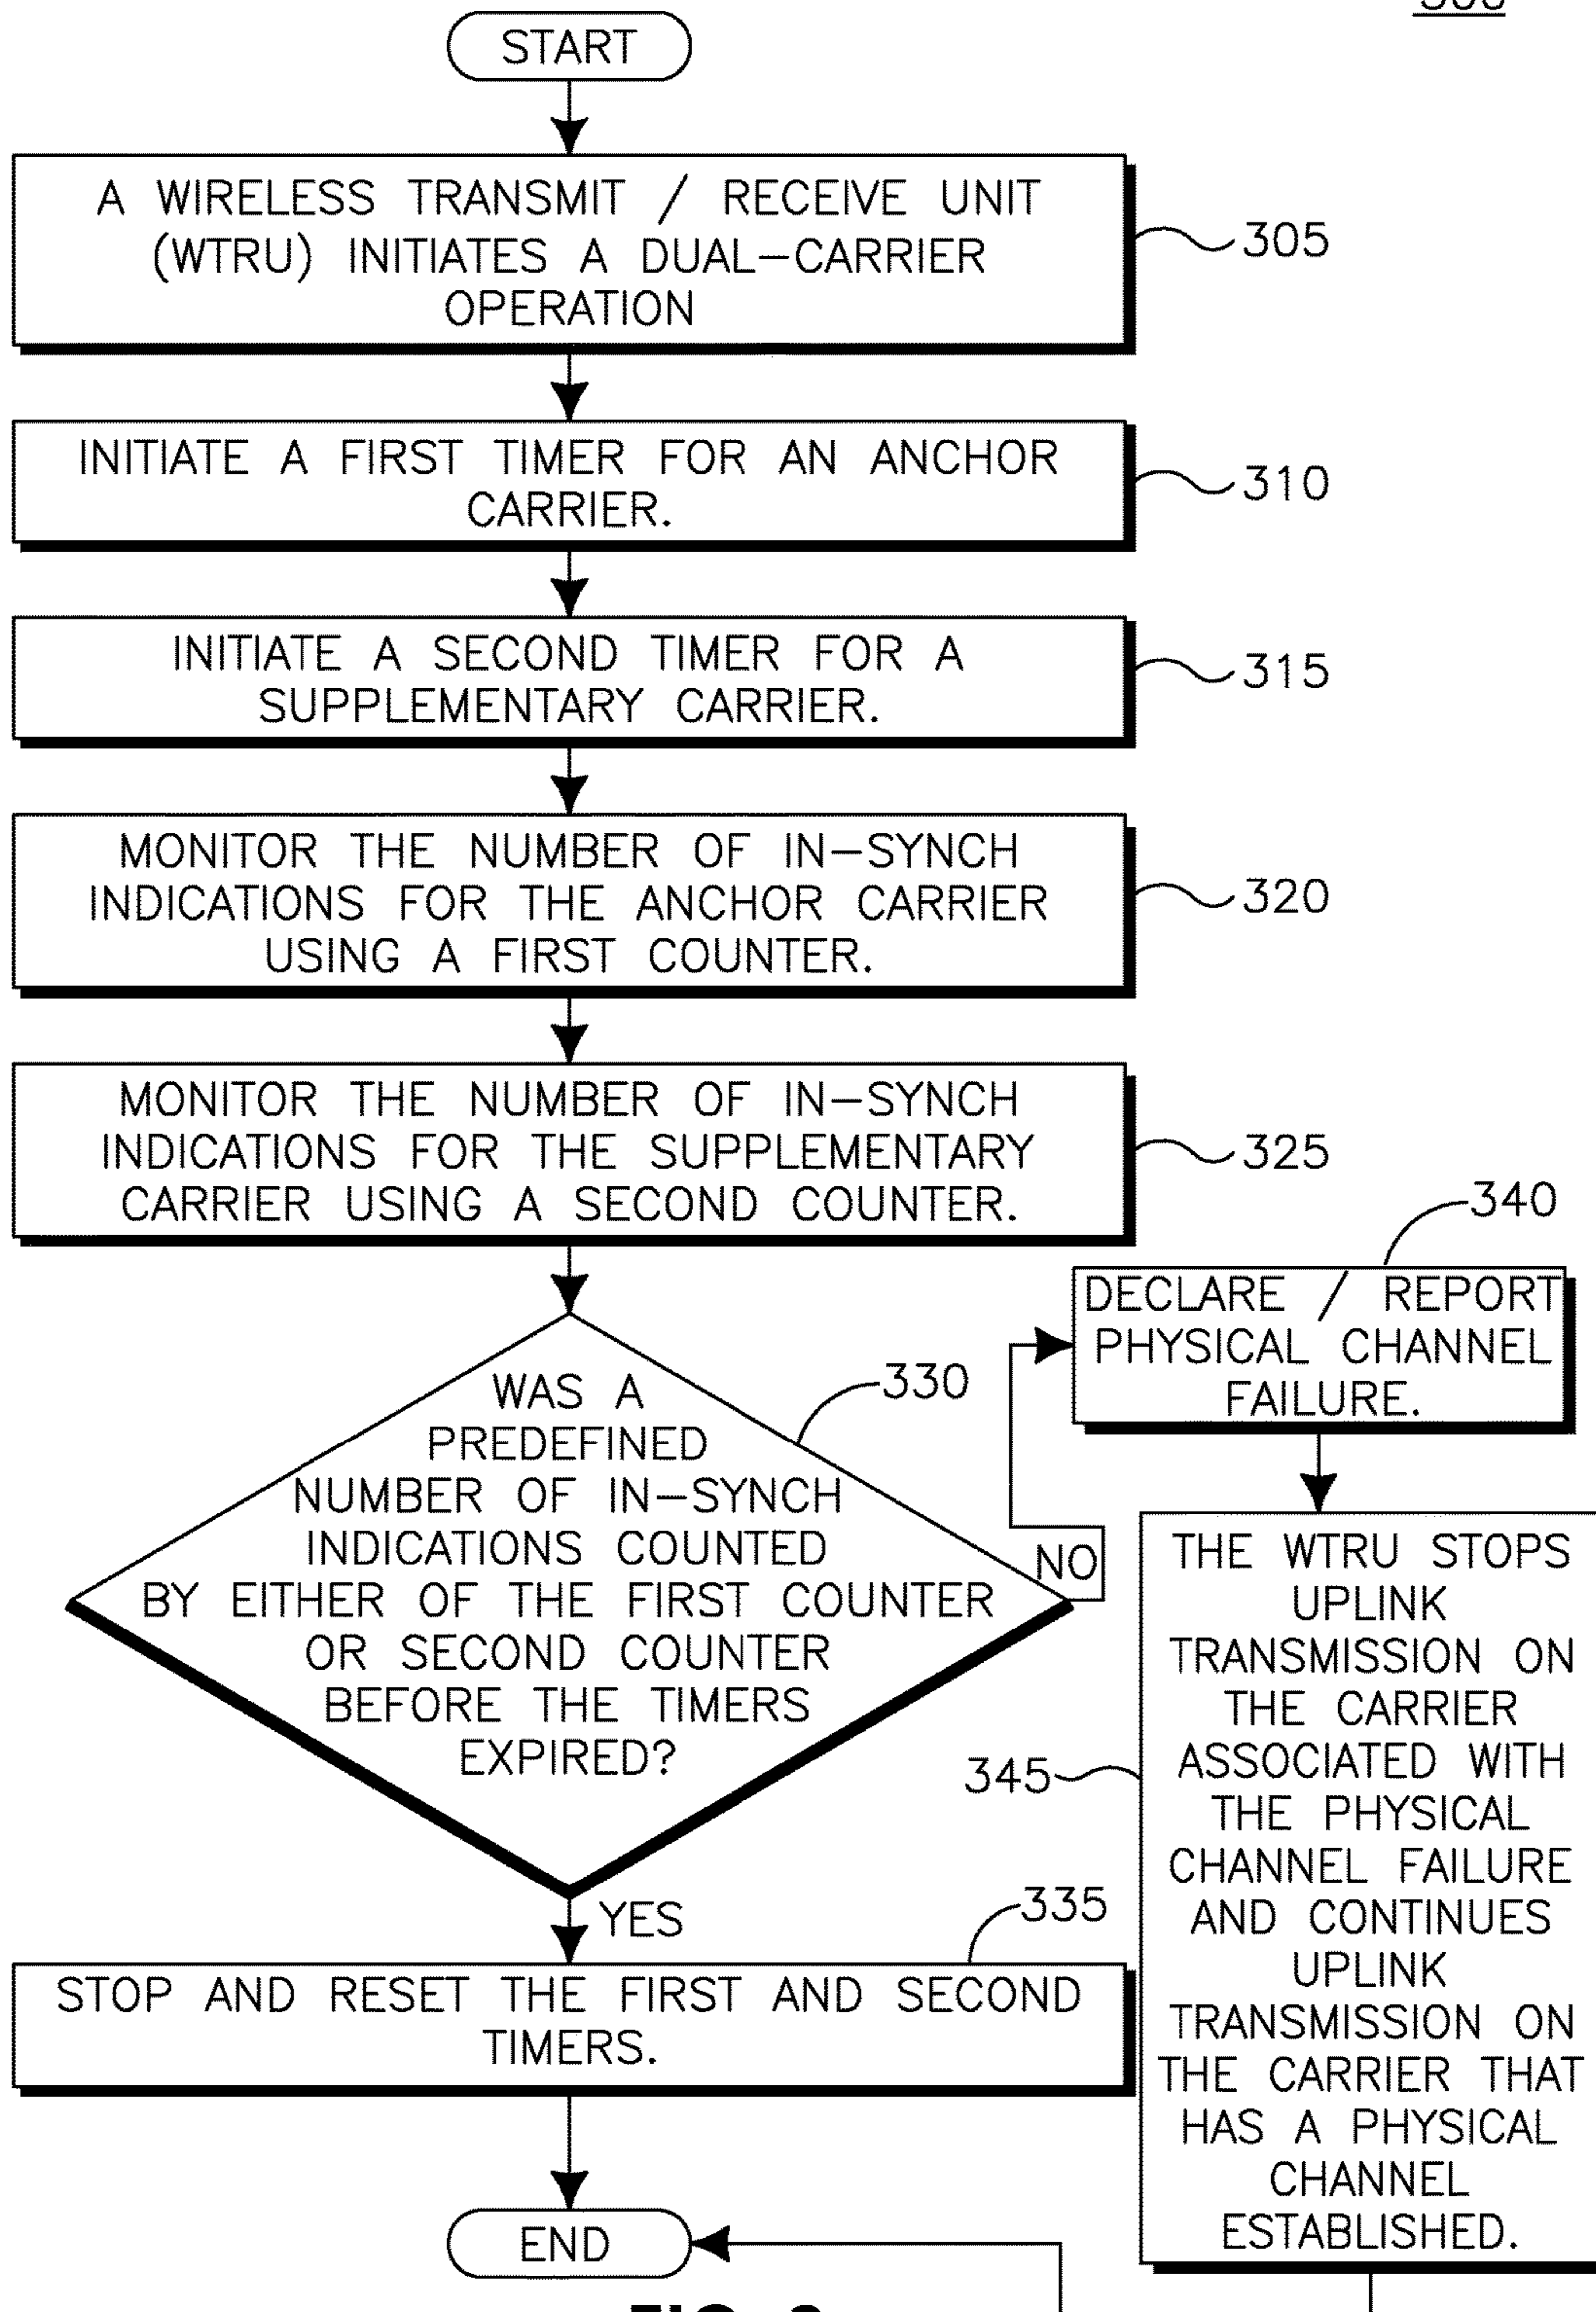 START
A WIRELESS TRANSMIT / RECEIVE UNIT
(WTRU) INITIATES A DUAL-CARRIER
OPERATION
305
INITIATE A FIRST TIMER FOR AN ANCHOR
CARRIER.
310
INITIATE A SECOND TIMER FOR A
SUPPLEMENTARY CARRIER.
315
MONITOR THE NUMBER OF IN-SYNCH
INDICATIONS FOR THE ANCHOR CARRIER
USING A FIRST COUNTER.
320
MONITOR THE NUMBER OF IN-SYNCH
INDICATIONS FOR THE SUPPLEMENTARY
CARRIER USING A SECOND COUNTER.
325
WAS A
PREDEFINED
NUMBER OF IN-SYNCH
INDICATIONS COUNTED
BY EITHER OF THE FIRST COUNTER
OR SECOND COUNTER
BEFORE THE TIMERS
EXPIRED?
330
NO
340
DECLARE / REPORT
PHYSICAL CHANNEL
FAILURE.
THE WTRU STOPS
UPLINK
TRANSMISSION ON
THE CARRIER
ASSOCIATED WITH
THE PHYSICAL
CHANNEL FAILURE
AND CONTINUES
UPLINK
TRANSMISSION ON
THE CARRIER THAT
HAS A PHYSICAL
CHANNEL
ESTABLISHED.
345
YES
335
STOP AND RESET THE FIRST AND SECOND
TIMERS.
END